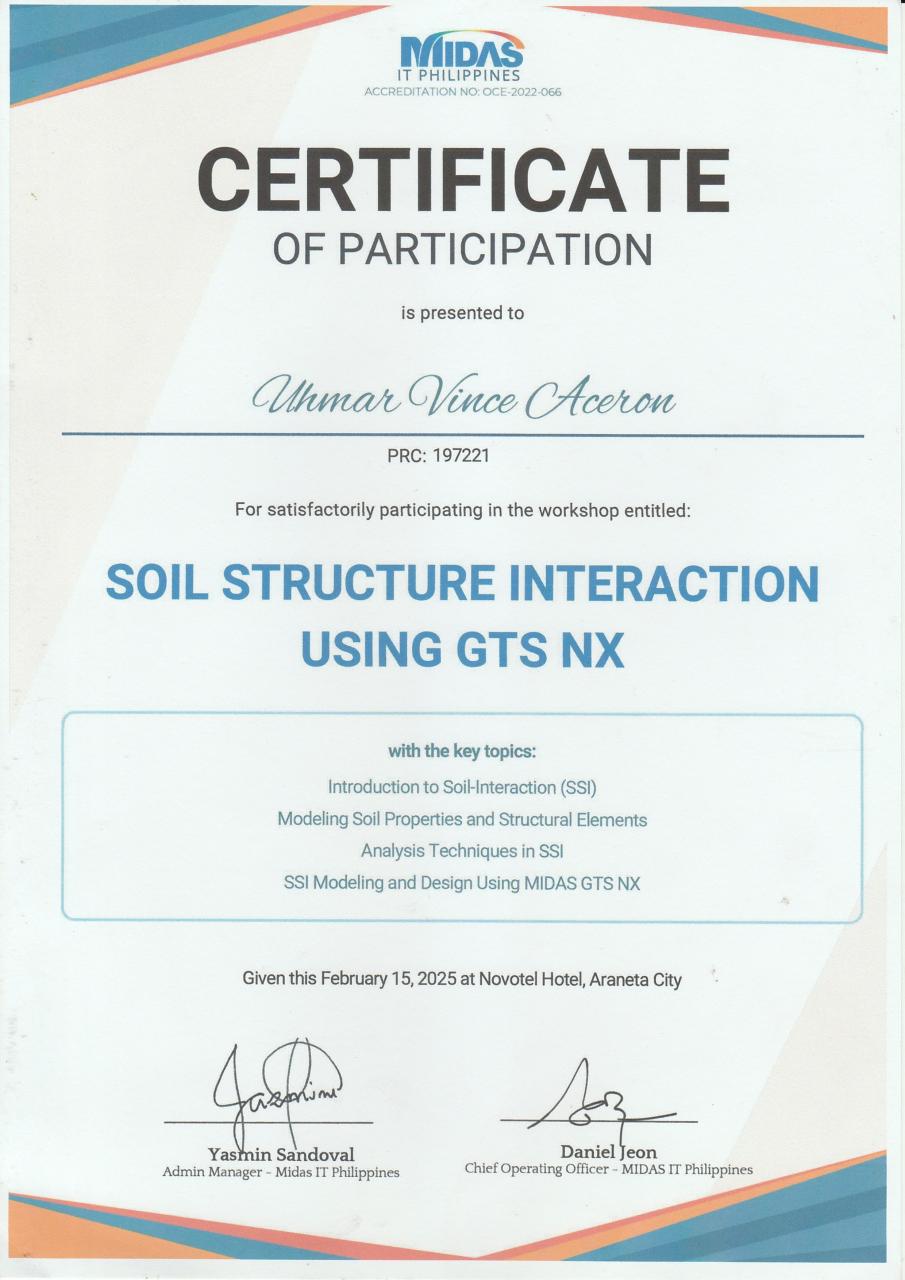 MIDAS
IT PHILIPPINES
ACCREDITATION NO: OCE-2022-066
CERTIFICATE
OF PARTICIPATION
is presented to
Uhmar Vince Aceron
PRC: 197221
For satisfactorily participating in the workshop entitled:
SOIL STRUCTURE INTERACTION
USING GTS NX
with the key topics:
Introduction to Soil-Interaction (SSI)
Modeling Soil Properties and Structural Elements
Analysis Techniques in SSI
SSI Modeling and Design Using MIDAS GTS NX
Given this February 15, 2025 at Novotel Hotel, Araneta City
Yasmin Sandoval
Admin Manager - Midas IT Philippines
Daniel Jeon
Chief Operating Officer - MIDAS IT Philippines